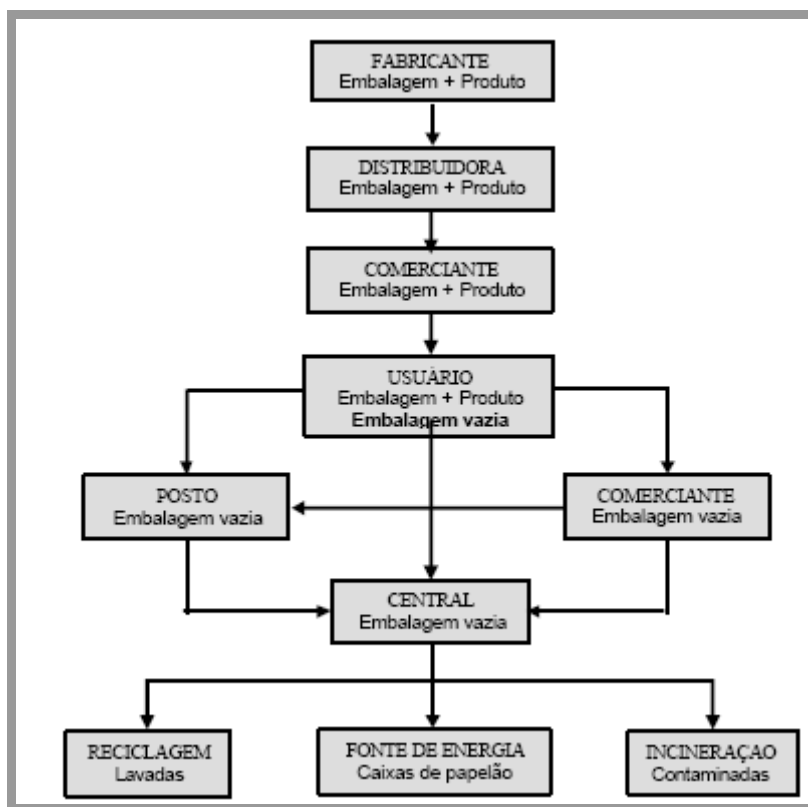 FABRICANTE
Embalagem + Produto
DISTRIBUIDORA
Embalagem + Produto
COMERCIANTE
Embalagem + Produto
USUÁRIO
Embalagem + Produto
Embalagem vazia
POSTO
Embalagem vazia
COMERCIANTE
Embalagem vazia
CENTRAL
Embalagem vazia
RECICLAGEM
Lavadas
FONTE DE ENERGIA
Caixas de papelão
INCINERAÇAO
Contaminadas